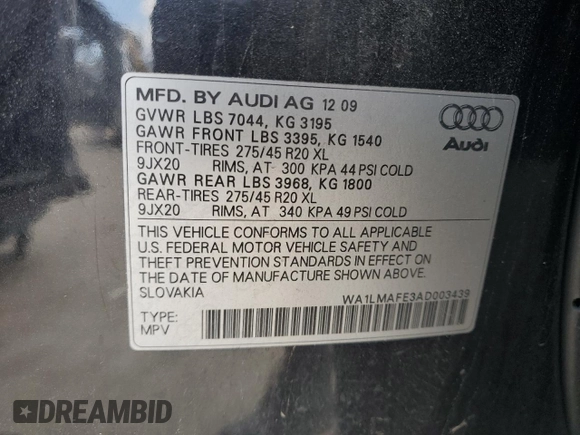 MFD. BY AUDI AG 12 09
GVWR LBS 7044, KG 3195
GAWR FRONT LBS 3395, KG 1540
FRONT-TIRES 275/45 R20 XL
9JX20 RIMS, AT 300 KPA 44 PSI COLD
GAWR REAR LBS 3968, KG 1800
REAR-TIRES 275/45 R20 XL
9JX20 RIMS, AT 340 KPA 49 PSI COLD
Audi
THIS VEHICLE CONFORMS TO ALL APPLICABLE
U.S. FEDERAL MOTOR VEHICLE SAFETY AND
THEFT PREVENTION STANDARDS IN EFFECT ON
THE DATE OF MANUFACTURE SHOWN ABOVE.
SLOVAKIA
WA1LMAFE3AD003439
TYPE:
MPV
DREAMBID